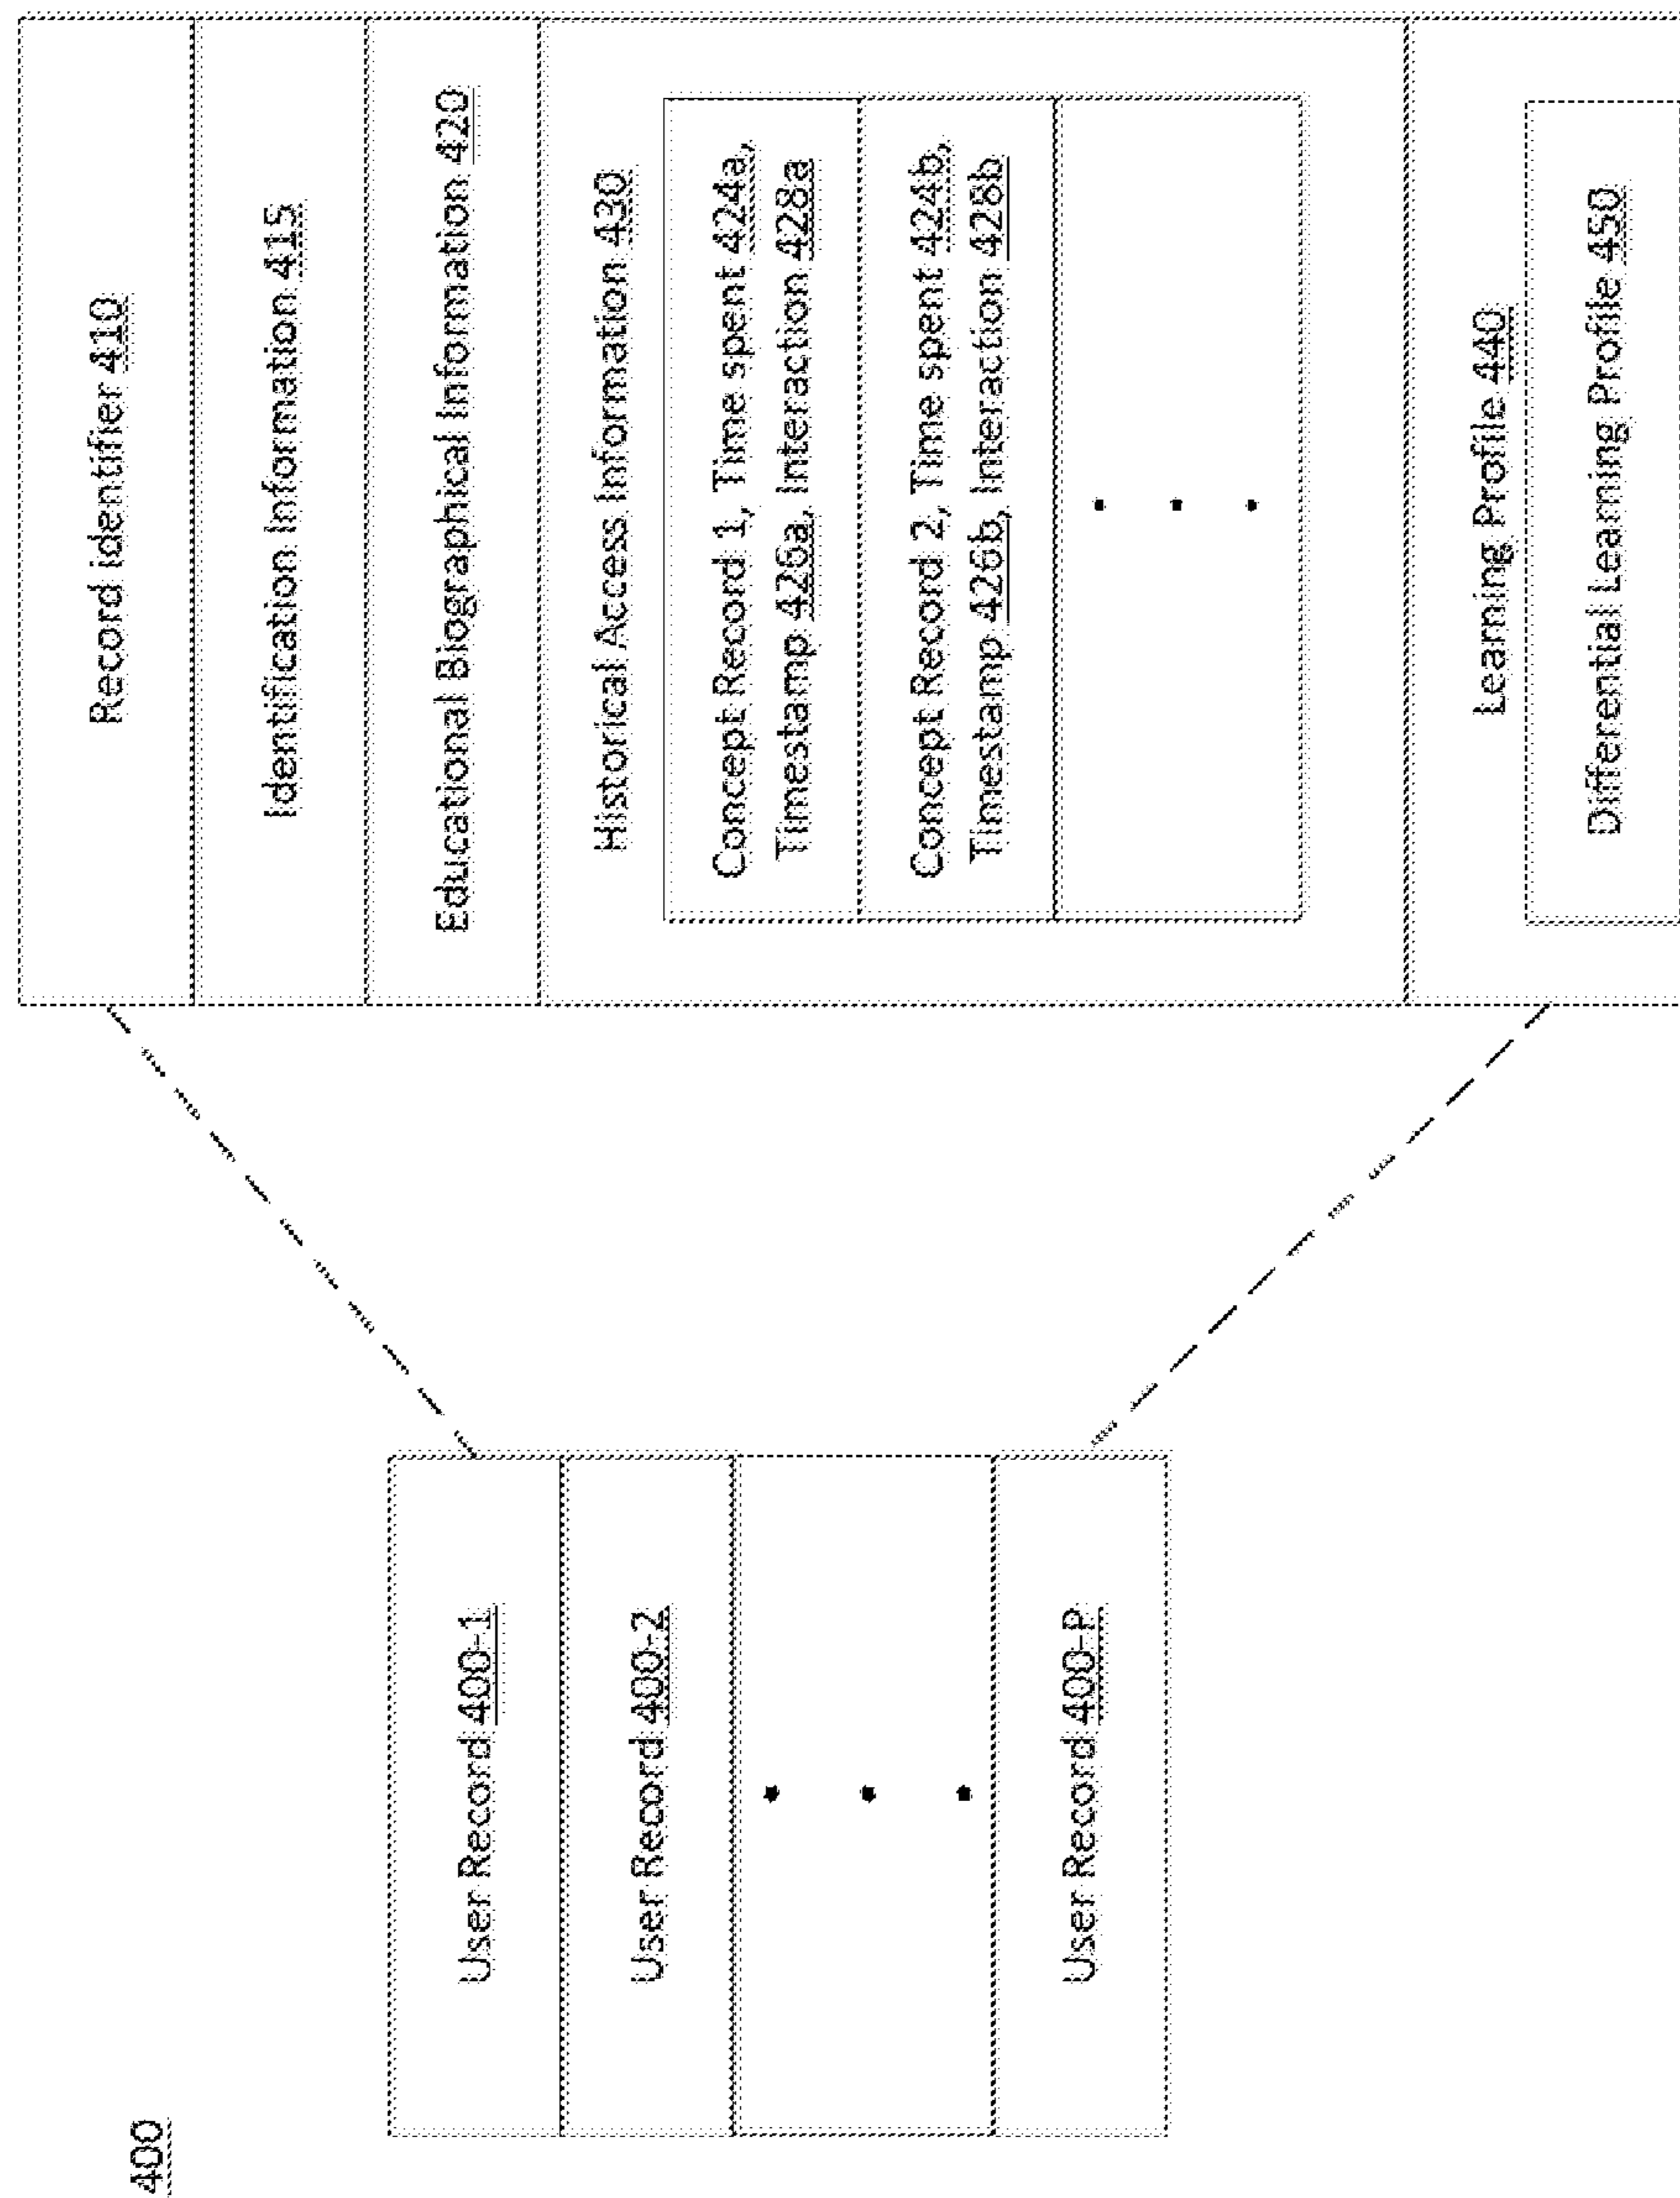 400
User Record 400-1
User Record 400-2
User Record 400-P
Record identifier 410
Identification Information 415
Educational Biographical Information 420
Historical Access Information 430
Concept Record 1, Time spent 424a,
Timestamp 426a, Interaction 428a
Concept Record 2, Time spent 424b,
Timestamp 426b, Interaction 428b
Learning Profile 440
Differential Learning Profile 450